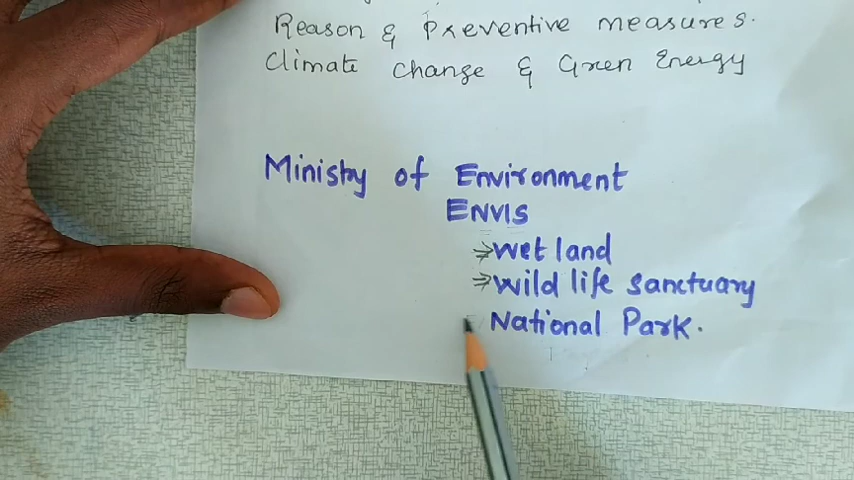 Reason & Preventive measures.
Climate change & Green Energy
Ministry of Environment
ENVIS
⇒ wet land
⇒ wild life sanctuary
National Park.